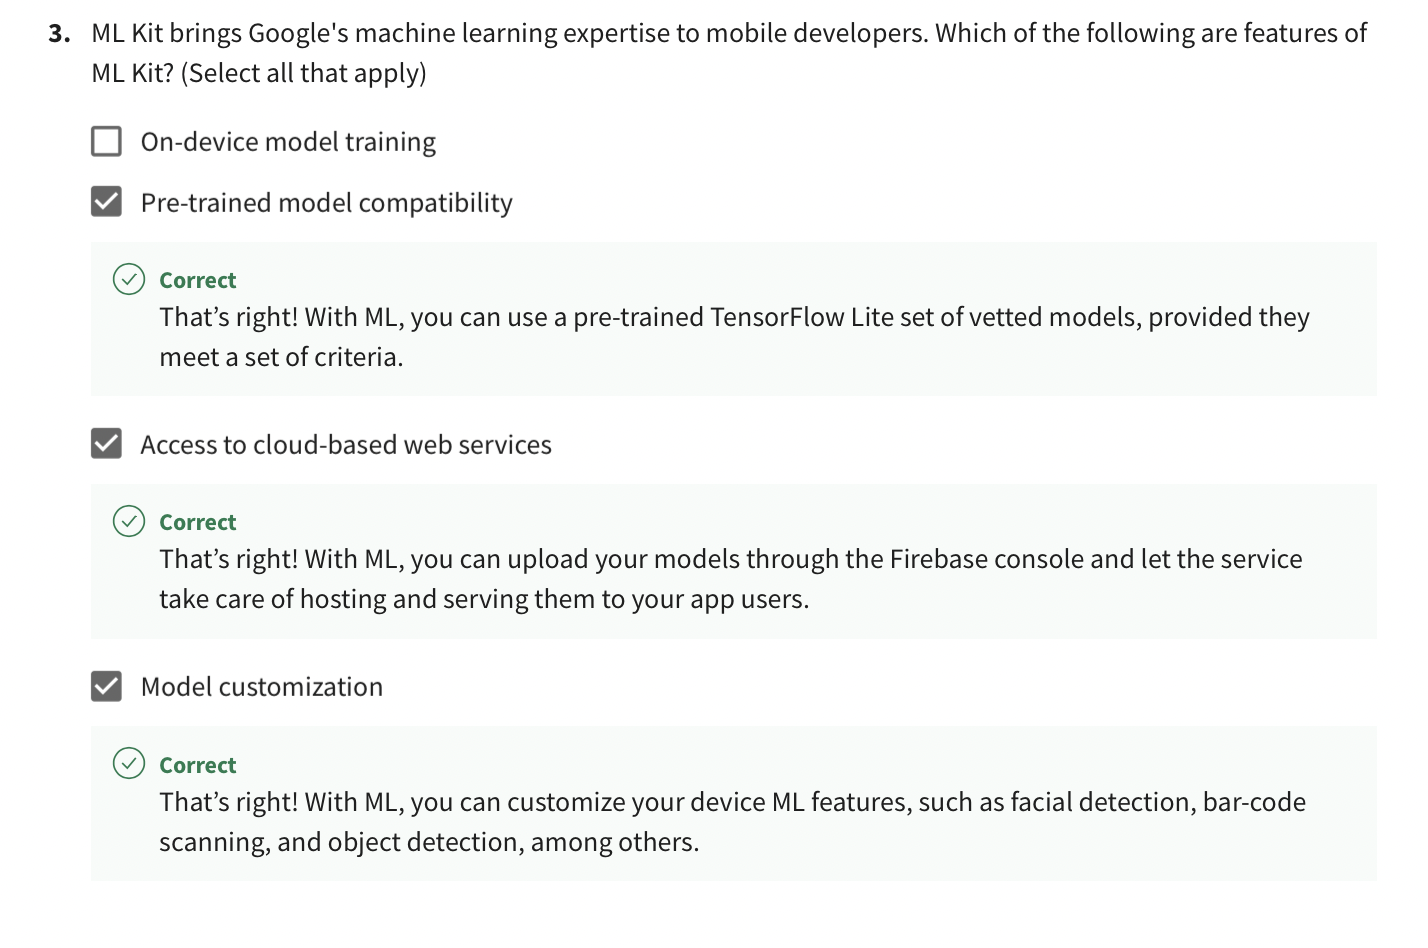 3. ML Kit brings Google's machine learning expertise to mobile developers. Which of the following are features of
ML Kit? (Select all that apply)
On-device model training
Pre-trained model compatibility
Correct
That’s right! With ML, you can use a pre-trained TensorFlow Lite set of vetted models, provided they
meet a set of criteria.
Access to cloud-based web services
Correct
That’s right! With ML, you can upload your models through the Firebase console and let the service
take care of hosting and serving them to your app users.
Model customization
Correct
That’s right! With ML, you can customize your device ML features, such as facial detection, bar-code
scanning, and object detection, among others.